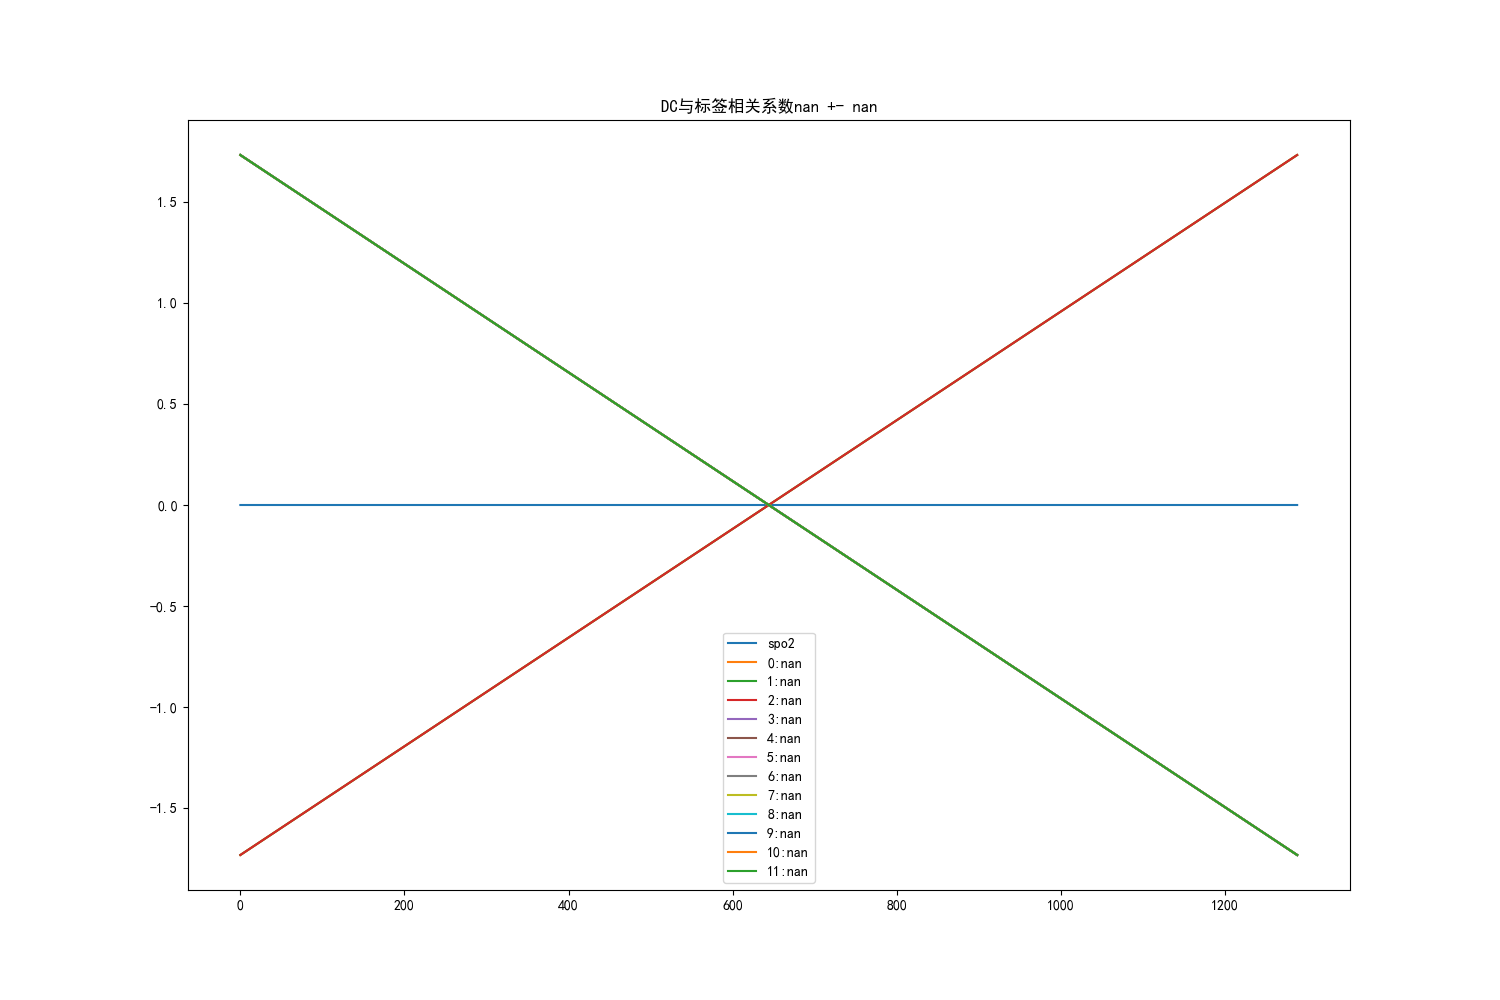 DC与标签相关系数nan +- nan
1.5
1.0
0.5
0.0
−0.5
−1.0
−1.5
spo2
0:nan
1:nan
2:nan
3:nan
4:nan
5:nan
6:nan
7:nan
8:nan
9:nan
10:nan
11:nan
0
200
400
600
800
1000
1200